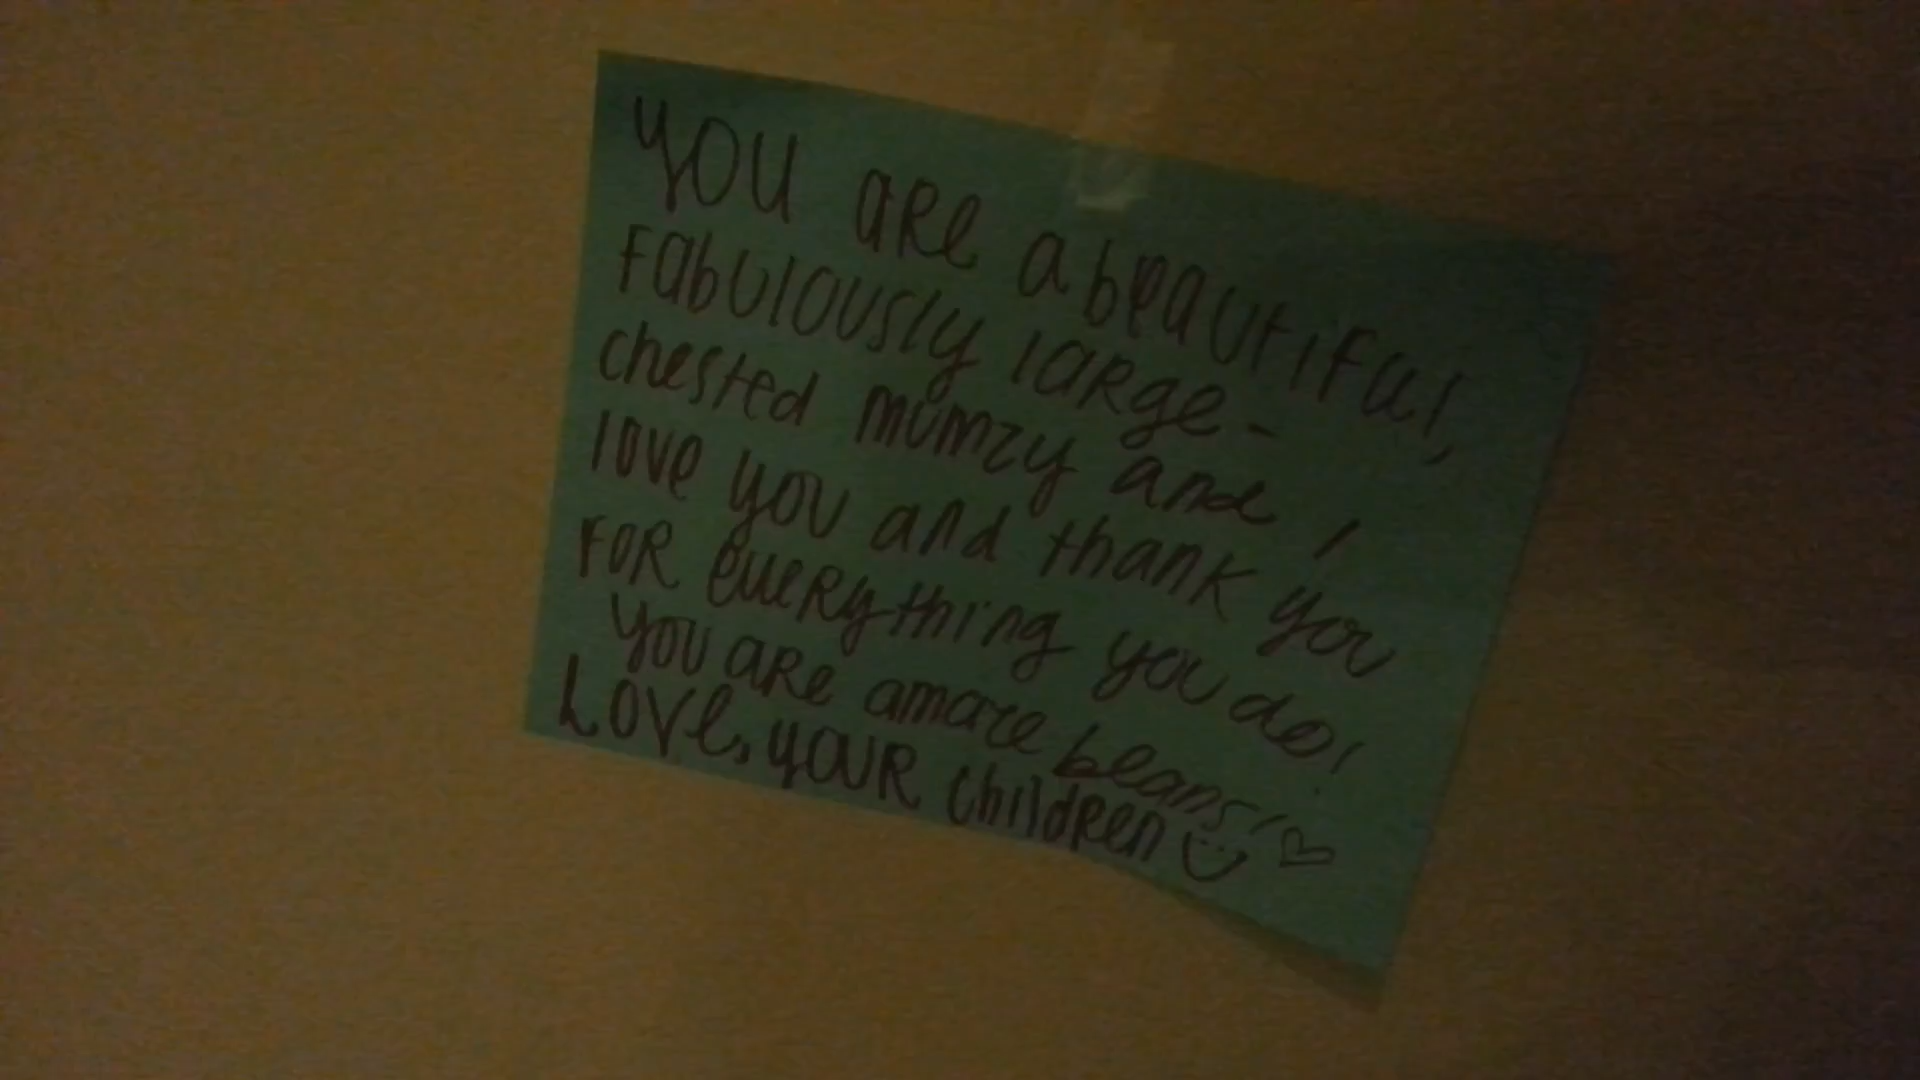 You are a beautiful,
fabulously large-
chested mumzy and I
love you and thank you
for everything you do!
You are amore beans! ♡
Love, your children